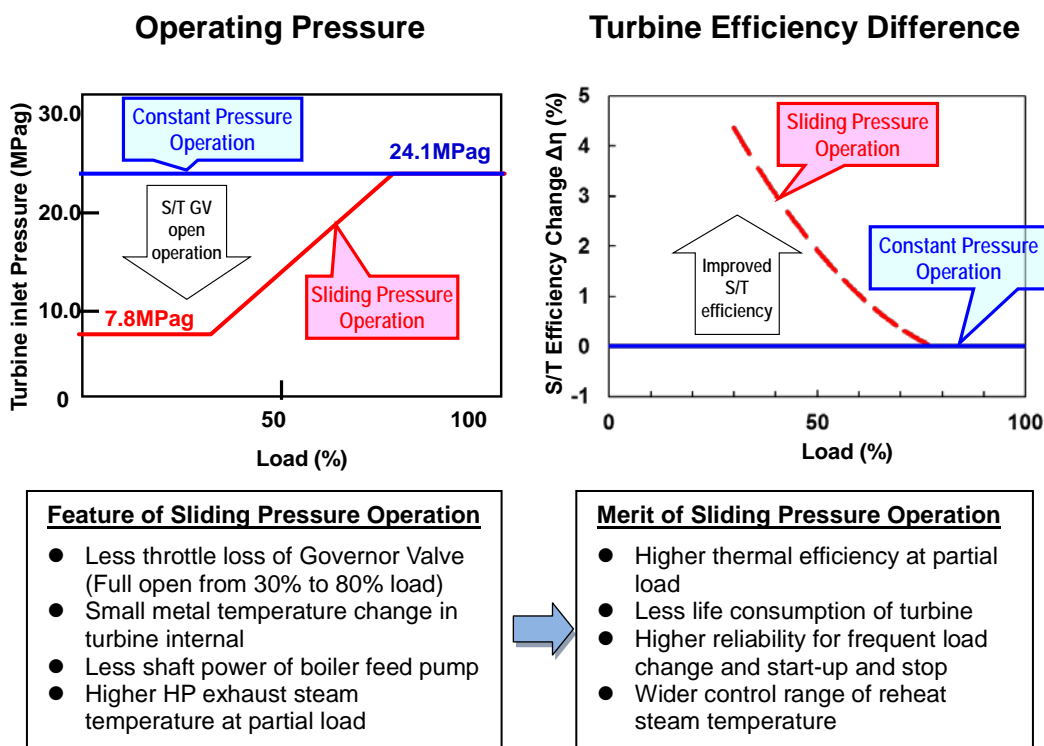 Operating Pressure
Turbine inlet Pressure (MPag)
30.0
20.0
10.0
0
Constant Pressure
Operation
24.1MPag
S/T GV
open
operation
7.8MPag
Sliding Pressure
Operation
50
100
Load (%)
Turbine Efficiency Difference
S/T Efficiency Change Δη (%)
5
4
3
2
1
0
-1
Sliding Pressure
Operation
Constant Pressure
Operation
Improved
S/T
efficiency
0
50
100
Load (%)
Feature of Sliding Pressure Operation
● Less throttle loss of Governor Valve
(Full open from 30% to 80% load)
● Small metal temperature change in
turbine internal
● Less shaft power of boiler feed pump
● Higher HP exhaust steam
temperature at partial load
Merit of Sliding Pressure Operation
● Higher thermal efficiency at partial
load
● Less life consumption of turbine
● Higher reliability for frequent load
change and start-up and stop
● Wider control range of reheat
steam temperature